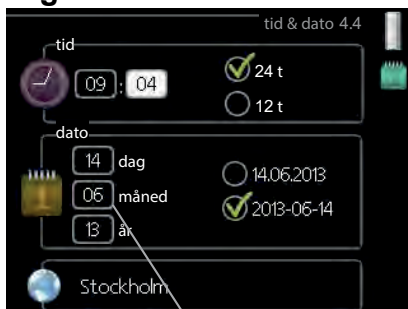 tid & dato 4.4
tid
09 : 04
24 t
12 t
dato
14 dag
06 måned
13 år
14.06.2013
2013-06-14
Stockholm